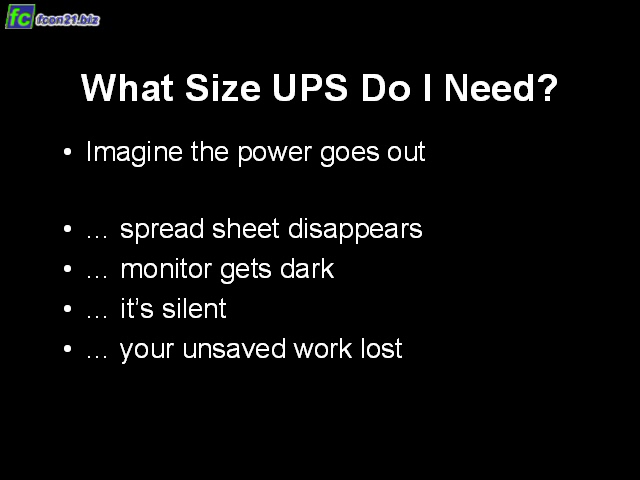 fc fcon21.biz
What Size UPS Do I Need?
• Imagine the power goes out
• … spread sheet disappears
• … monitor gets dark
• … it's silent
• … your unsaved work lost